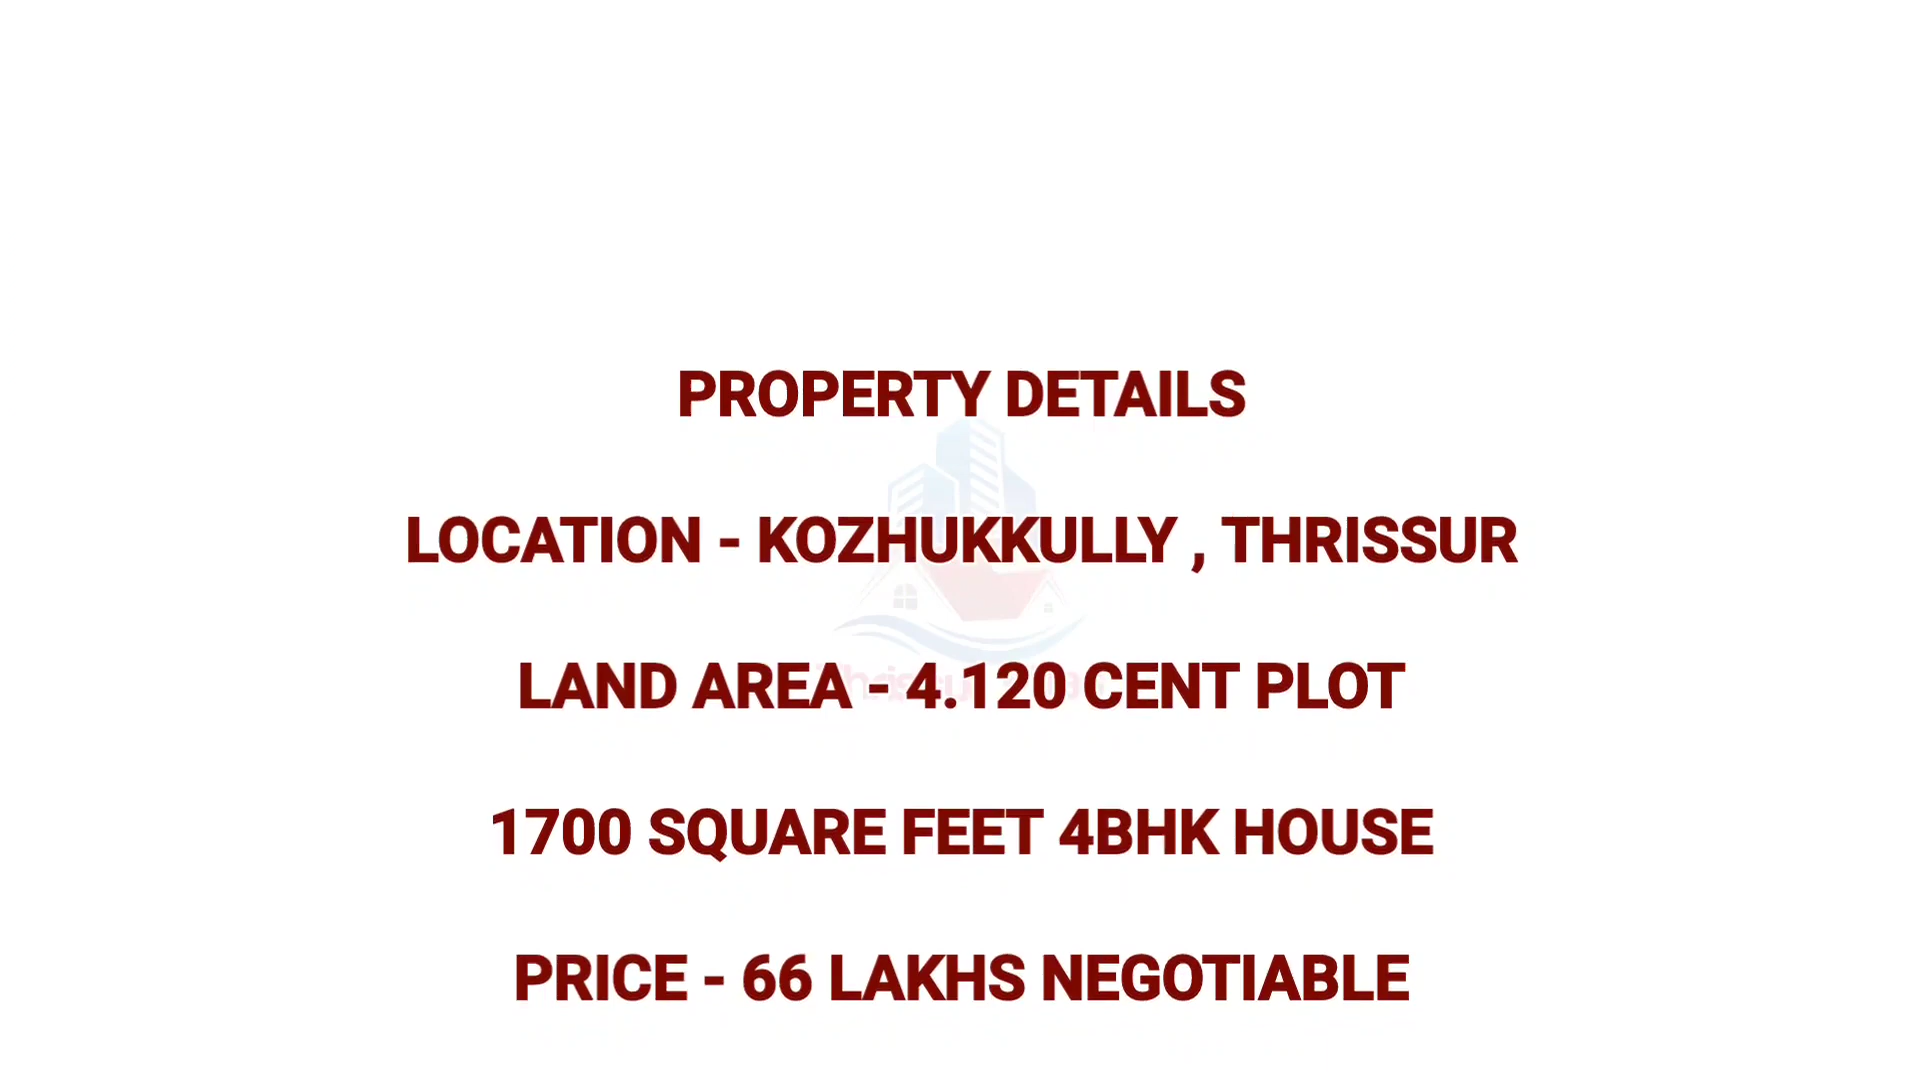 PROPERTY DETAILS
LOCATION - KOZHUKKULLY , THRISSUR
LAND AREA - 4.120 CENT PLOT
1700 SQUARE FEET 4BHK HOUSE
PRICE - 66 LAKHS NEGOTIABLE